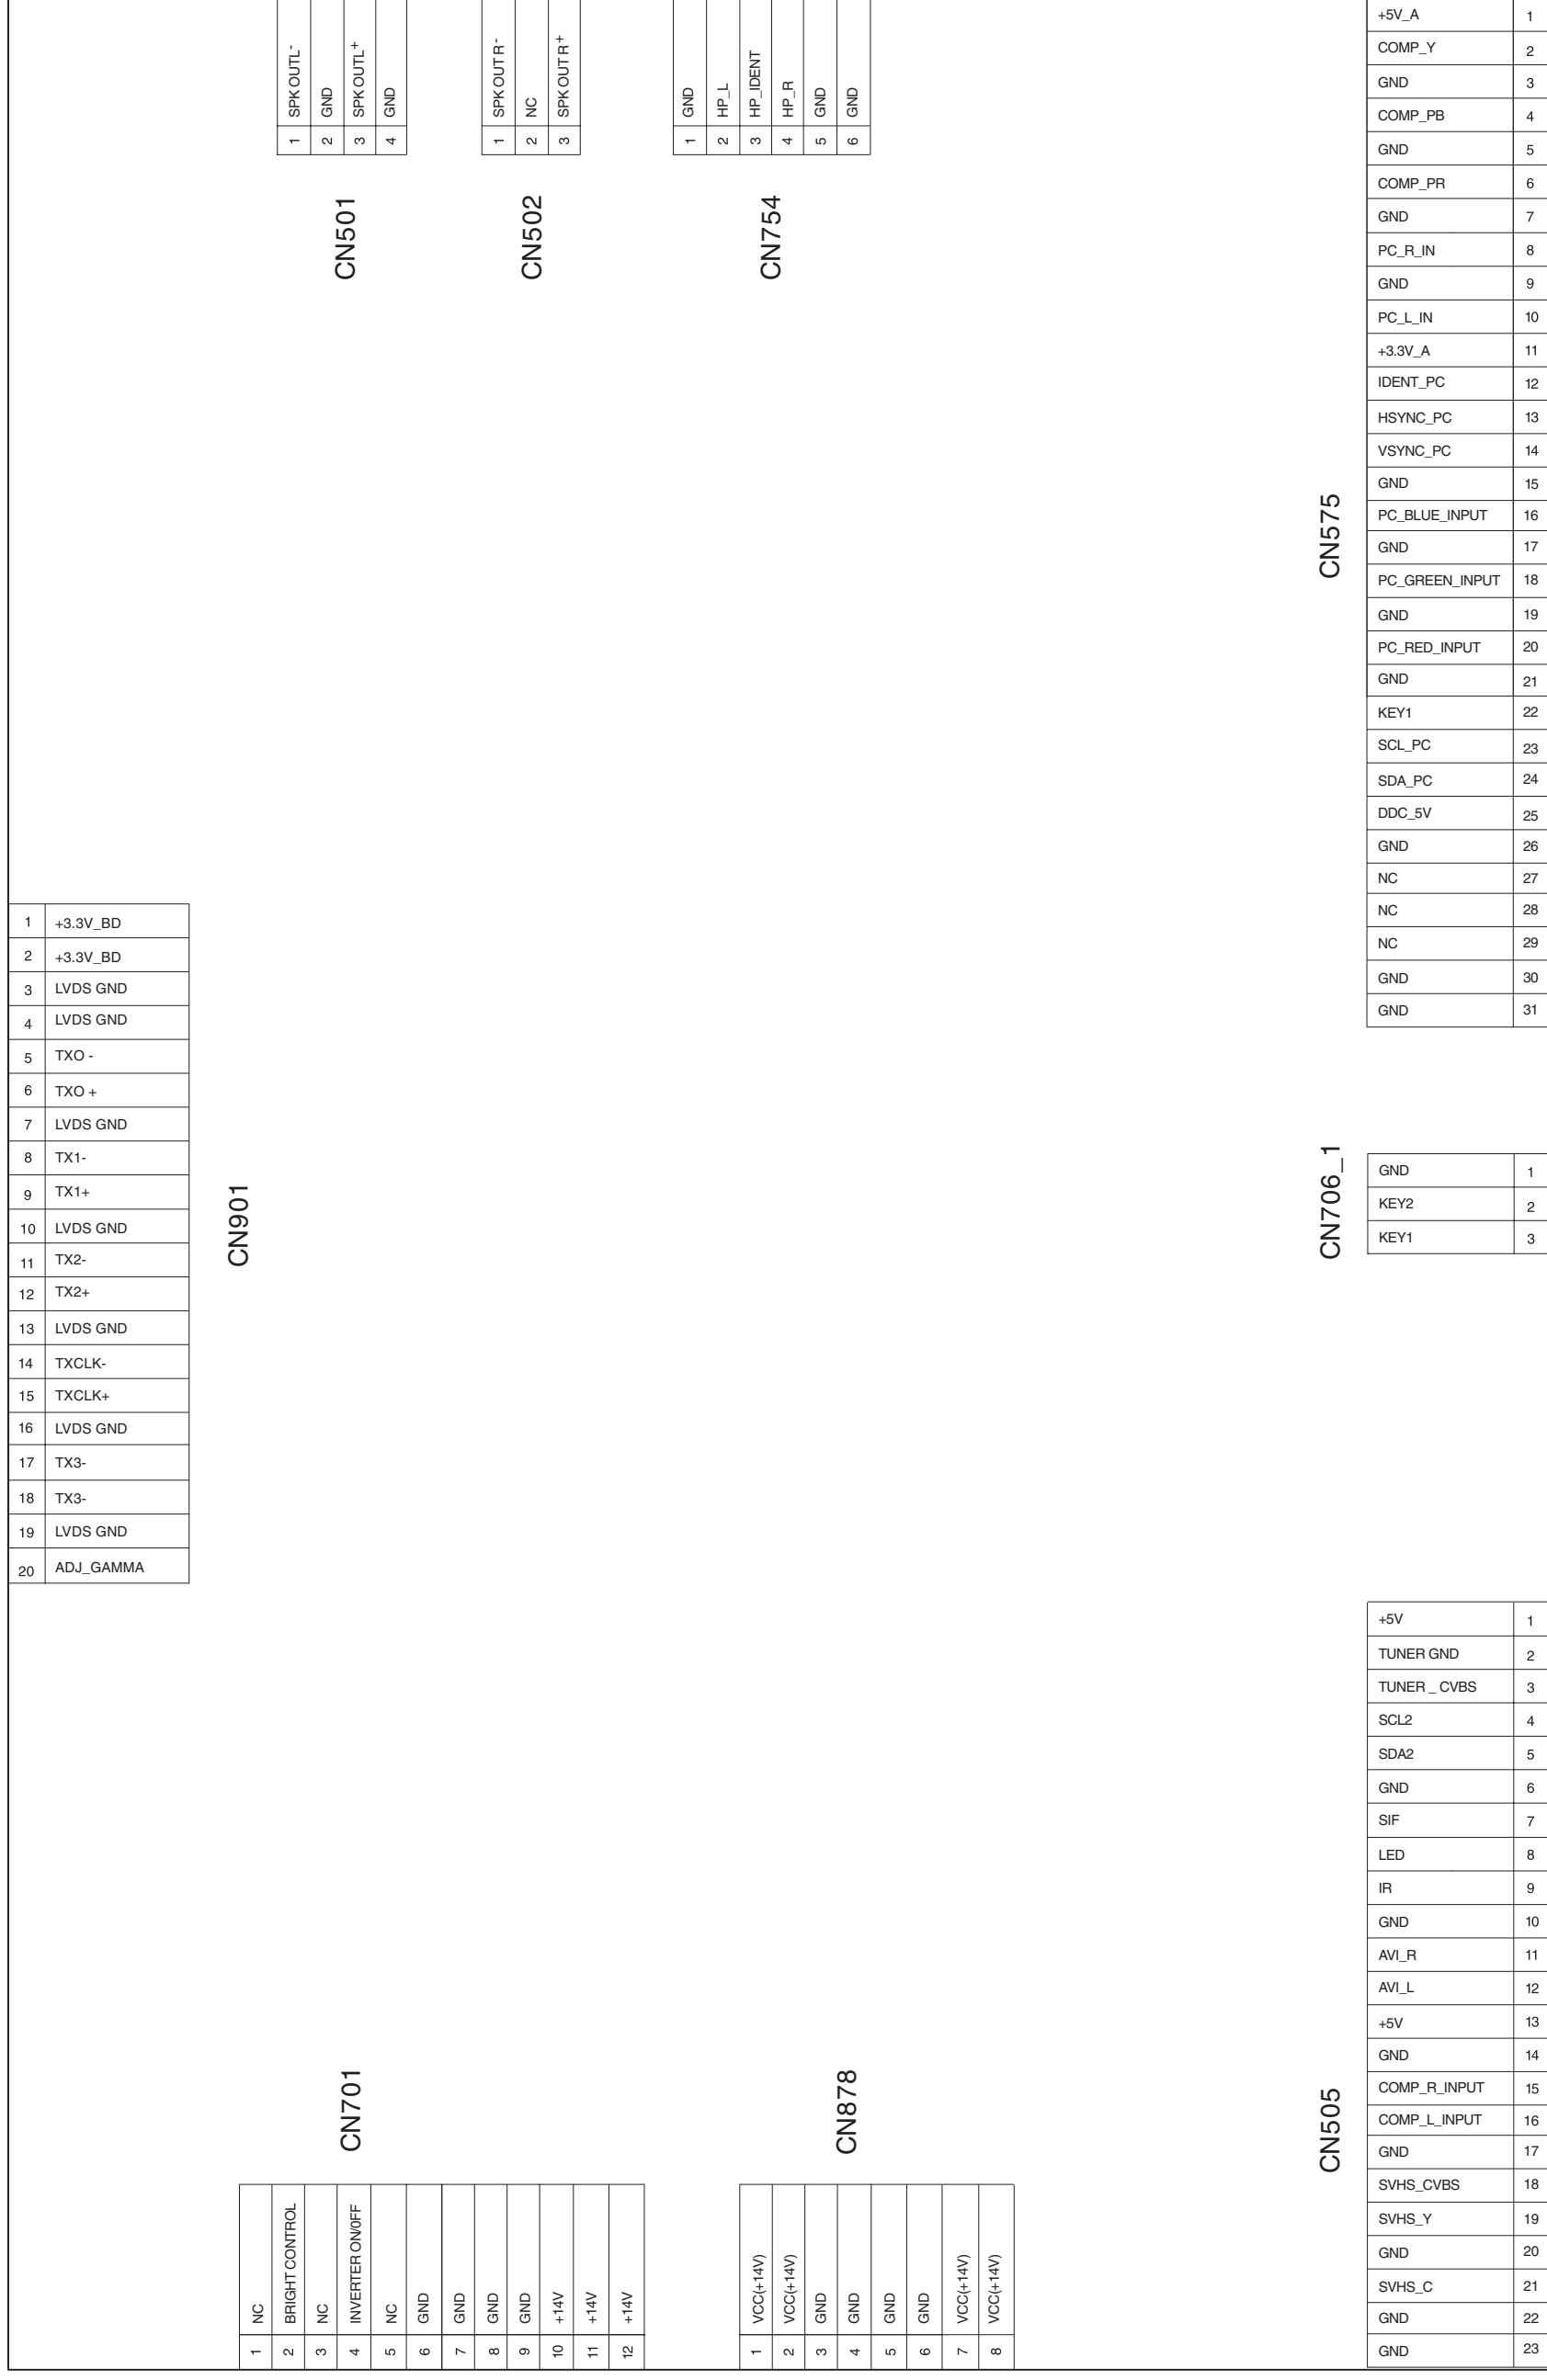 1 SPK OUTL-
2 GND
3 SPK OUTL+
4 GND
CN501
1 SPK OUT R-
2 NC
3 SPK OUT R+
CN502
1 GND
2 HP_L
3 HP_IDENT
4 HP_R
5 GND
6 GND
CN754
+5V_A 1
COMP_Y 2
GND 3
COMP_PB 4
GND 5
COMP_PR 6
GND 7
PC_R_IN 8
GND 9
PC_L_IN 10
+3.3V_A 11
IDENT_PC 12
HSYNC_PC 13
VSYNC_PC 14
GND 15
PC_BLUE_INPUT 16
GND 17
PC_GREEN_INPUT 18
GND 19
PC_RED_INPUT 20
GND 21
KEY1 22
SCL_PC 23
SDA_PC 24
DDC_5V 25
GND 26
NC 27
NC 28
NC 29
GND 30
GND 31
CN575
1 +3.3V_BD
2 +3.3V_BD
3 LVDS GND
4 LVDS GND
5 TXO -
6 TXO +
7 LVDS GND
8 TX1-
9 TX1+
10 LVDS GND
11 TX2-
12 TX2+
13 LVDS GND
14 TXCLK-
15 TXCLK+
16 LVDS GND
17 TX3-
18 TX3-
19 LVDS GND
20 ADJ_GAMMA
CN901
CN706_1
GND 1
KEY2 2
KEY1 3
+5V 1
TUNER GND 2
TUNER _ CVBS 3
SCL2 4
SDA2 5
GND 6
SIF 7
LED 8
IR 9
GND 10
AVI_R 11
AVI_L 12
+5V 13
GND 14
COMP_R_INPUT 15
COMP_L_INPUT 16
GND 17
SVHS_CVBS 18
SVHS_Y 19
GND 20
SVHS_C 21
GND 22
GND 23
CN505
CN701
1 NC
2 BRIGHT CONTROL
3 NC
4 INVERTER ON/0FF
5 NC
6 GND
7 GND
8 GND
9 GND
10 +14V
11 +14V
12 +14V
CN878
1 VCC(+14V)
2 VCC(+14V)
3 GND
4 GND
5 GND
6 GND
7 VCC(+14V)
8 VCC(+14V)